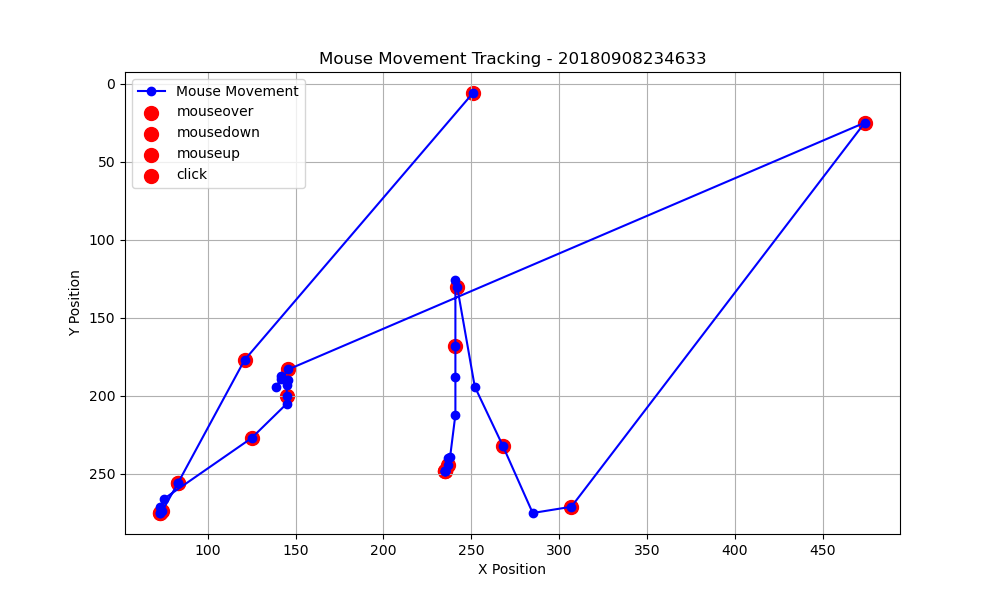 Mouse Movement Tracking - 20180908234633
Mouse Movement
mouseover
mousedown
mouseup
click
0
50
100
150
200
250
Y Position
100
150
200
250
300
350
400
450
X Position